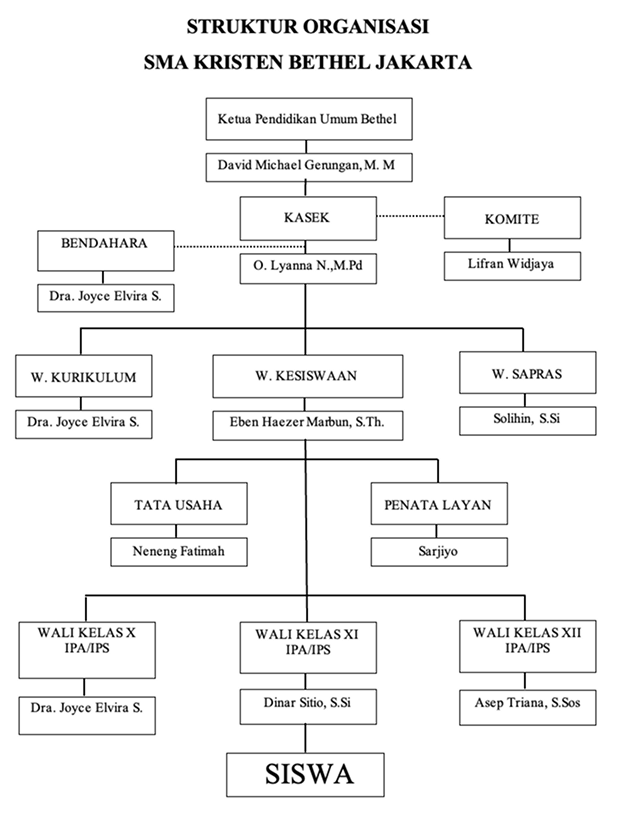 STRUKTUR ORGANISASI
SMA KRISTEN BETHEL JAKARTA
Ketua Pendidikan Umum Bethel
David Michael Gerungan, M. M
KASEK
KOMITE
BENDAHARA
O. Lyanna N.,M.Pd
Lifran Widjaya
Dra. Joyce Elvira S.
W. KURIKULUM
W. KESISWAAN
W. SAPRAS
Dra. Joyce Elvira S.
Eben Haezer Marbun, S.Th.
Solihin, S.Si
TATA USAHA
PENATA LAYAN
Neneng Fatimah
Sarjiyo
WALI KELAS X
IPA/IPS
WALI KELAS XI
IPA/IPS
WALI KELAS XII
IPA/IPS
Dra. Joyce Elvira S.
Dinar Sitio, S.Si
Asep Triana, S.Sos
SISWA